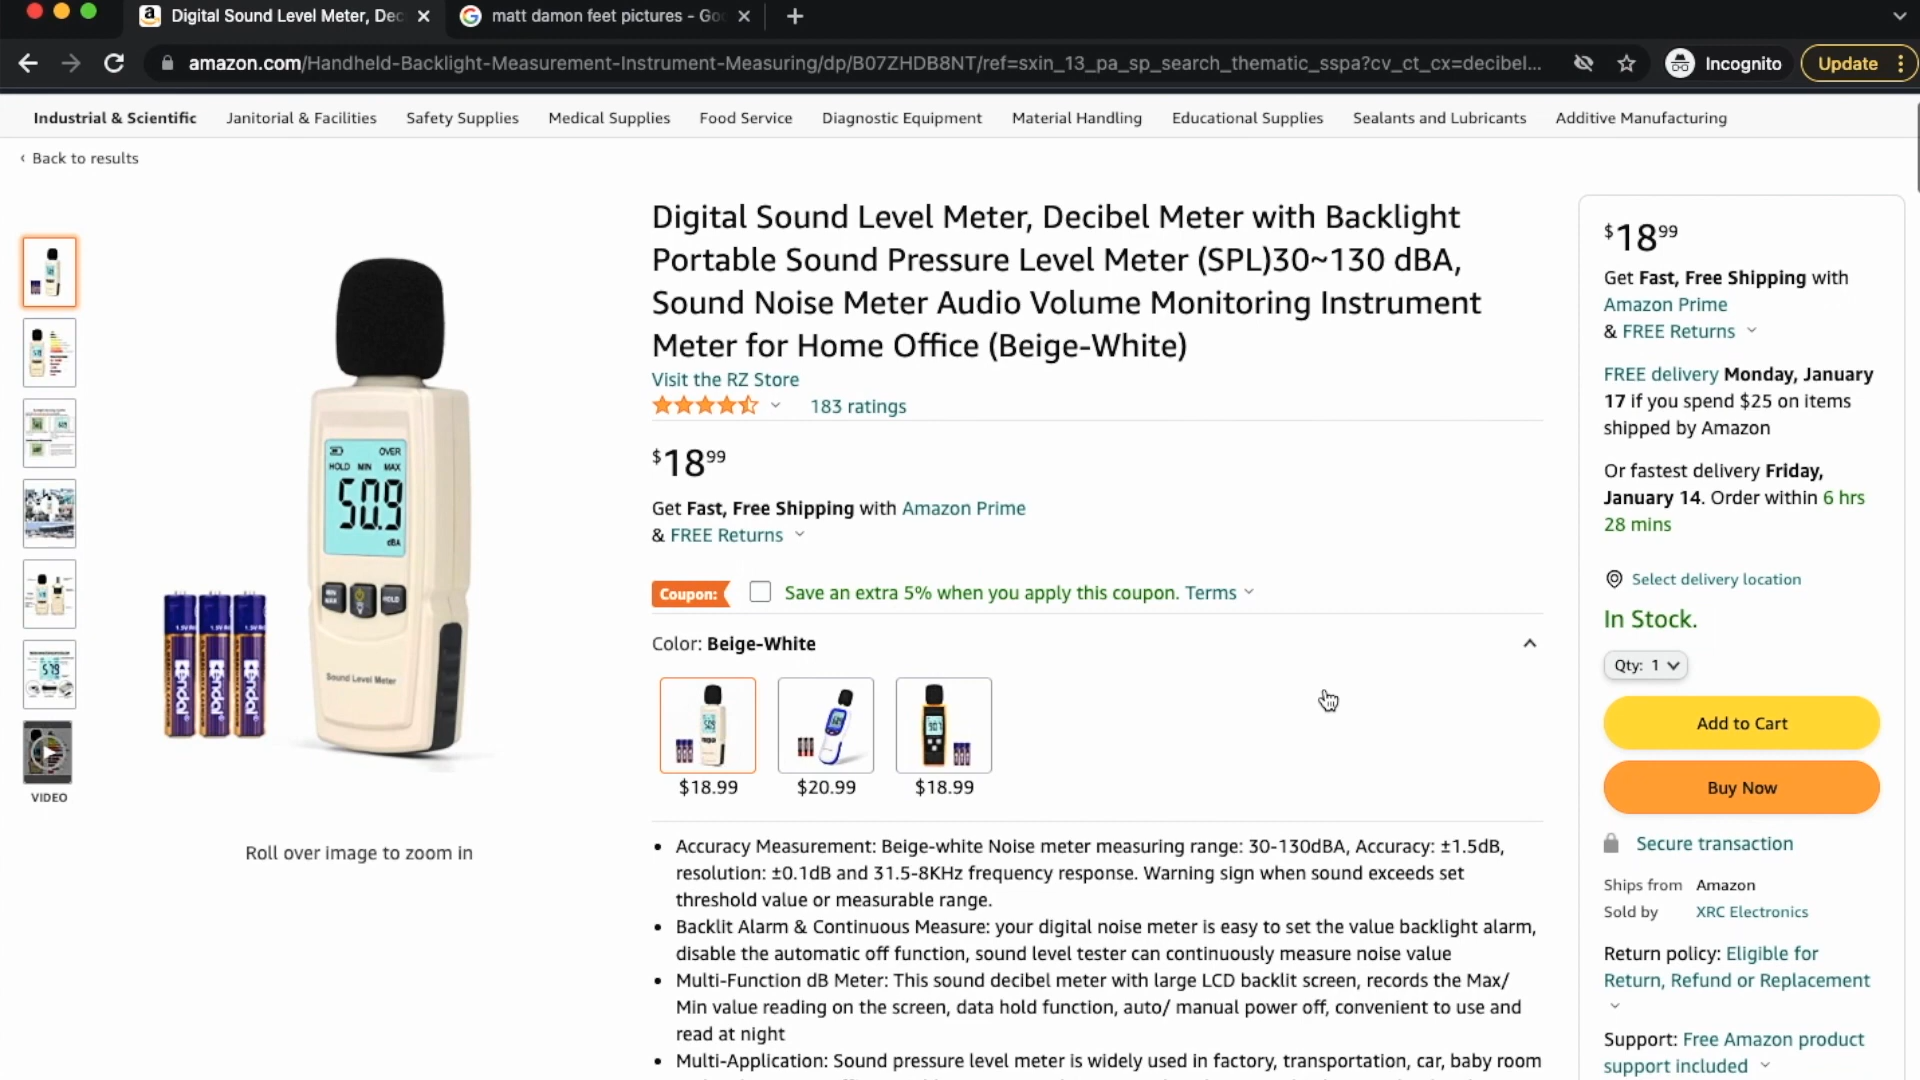 Digital Sound Level Meter, Dec
matt damon feet pictures - Go
amazon.com/Handheld-Backlight-Measurement-Instrument-Measuring/dp/B07ZHDB8NT/ref=sxin_13_pa_sp_search_thematic_sspa?cv_ct_cx=decibel...
Incognito
Update
Industrial & Scientific
Janitorial & Facilities
Safety Supplies
Medical Supplies
Food Service
Diagnostic Equipment
Material Handling
Educational Supplies
Sealants and Lubricants
Additive Manufacturing
‹ Back to results
VIDEO
OVER
HOLD MIN MAX
50.9
dBA
MIN
MAX
HOLD
Sound Level Meter
Roll over image to zoom in
Digital Sound Level Meter, Decibel Meter with Backlight
Portable Sound Pressure Level Meter (SPL)30~130 dBA,
Sound Noise Meter Audio Volume Monitoring Instrument
Meter for Home Office (Beige-White)
Visit the RZ Store
183 ratings
$18 99
Get Fast, Free Shipping with Amazon Prime
& FREE Returns
Coupon:
Save an extra 5% when you apply this coupon. Terms
Color: Beige-White
$18.99
$20.99
$18.99
• Accuracy Measurement: Beige-white Noise meter measuring range: 30-130dBA, Accuracy: ±1.5dB,
resolution: ±0.1dB and 31.5-8KHz frequency response. Warning sign when sound exceeds set
threshold value or measurable range.
• Backlit Alarm & Continuous Measure: your digital noise meter is easy to set the value backlight alarm,
disable the automatic off function, sound level tester can continuously measure noise value
• Multi-Function dB Meter: This sound decibel meter with large LCD backlit screen, records the Max/
Min value reading on the screen, data hold function, auto/ manual power off, convenient to use and
read at night
• Multi-Application: Sound pressure level meter is widely used in factory, transportation, car, baby room
$18 99
Get Fast, Free Shipping with
Amazon Prime
& FREE Returns
FREE delivery Monday, January
17 if you spend $25 on items
shipped by Amazon
Or fastest delivery Friday,
January 14. Order within 6 hrs
28 mins
Select delivery location
In Stock.
Qty: 1
Add to Cart
Buy Now
Secure transaction
Ships from Amazon
Sold by XRC Electronics
Return policy: Eligible for
Return, Refund or Replacement
Support: Free Amazon product
support included